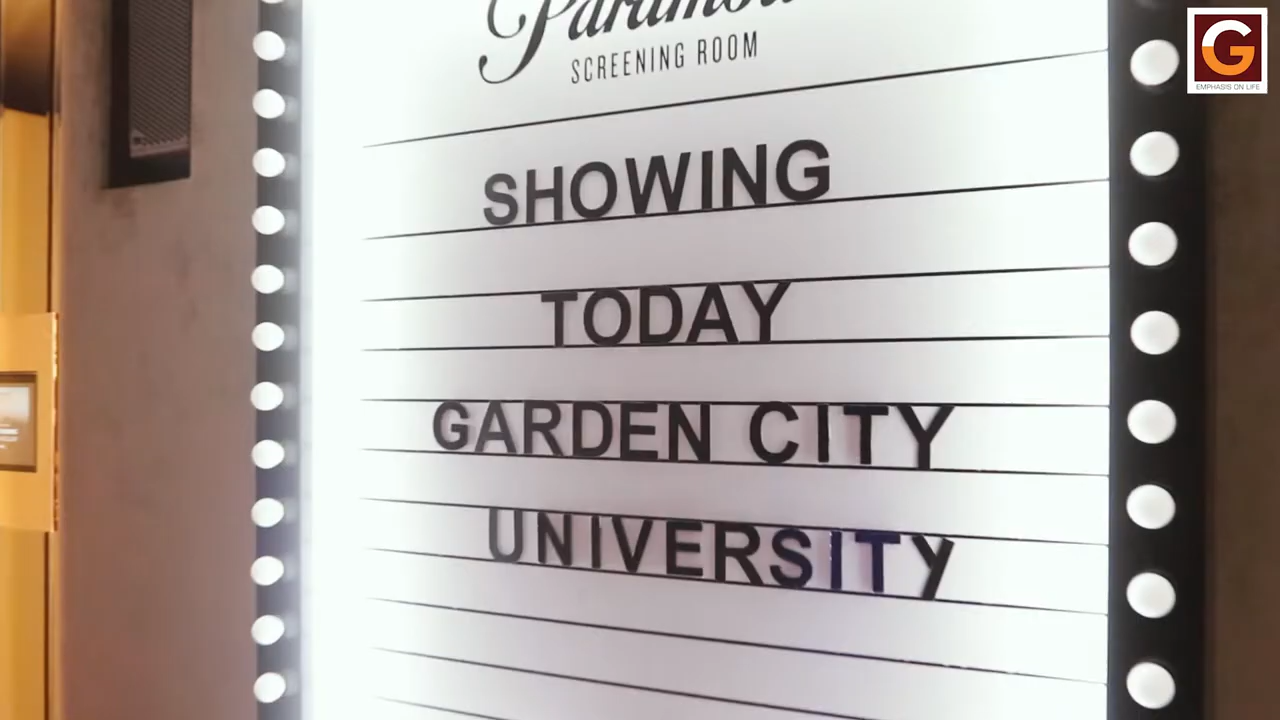 SCREENING ROOM
SHOWING
TODAY
GARDEN CITY
UNIVERSITY
G
EMPHASIS ON LIFE